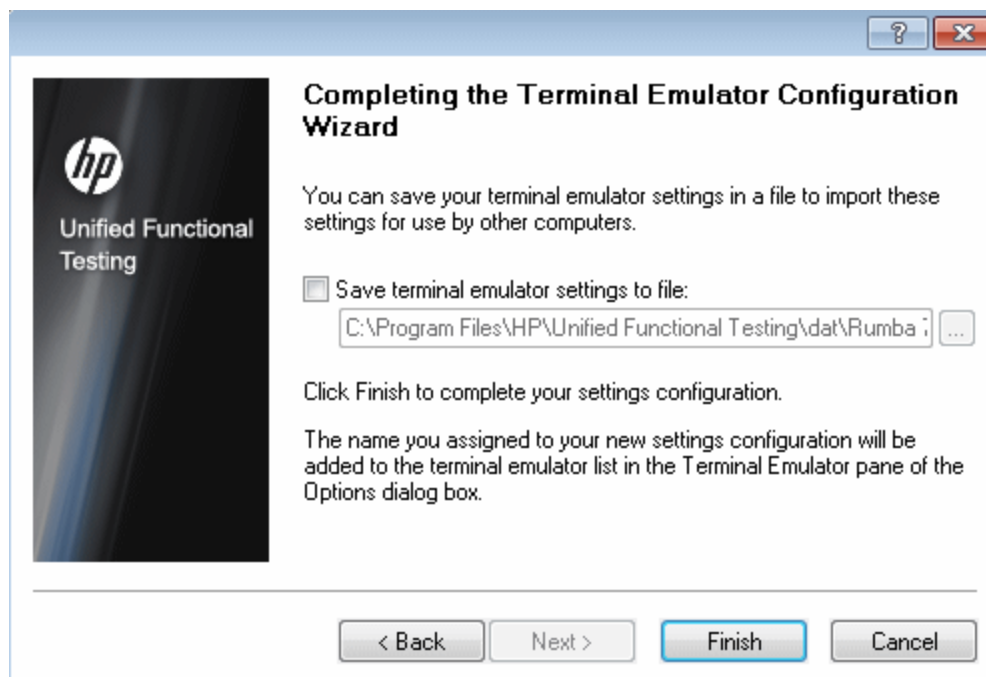 ?
Completing the Terminal Emulator Configuration
Wizard
hp
Unified Functional
Testing
You can save your terminal emulator settings in a file to import these
settings for use by other computers.
Save terminal emulator settings to file:
C:\Program Files\HP\Unified Functional Testing\dat\Rumba
...
Click Finish to complete your settings configuration.
The name you assigned to your new settings configuration will be
added to the terminal emulator list in the Terminal Emulator pane of the
Options dialog box.
< Back
Next >
Finish
Cancel